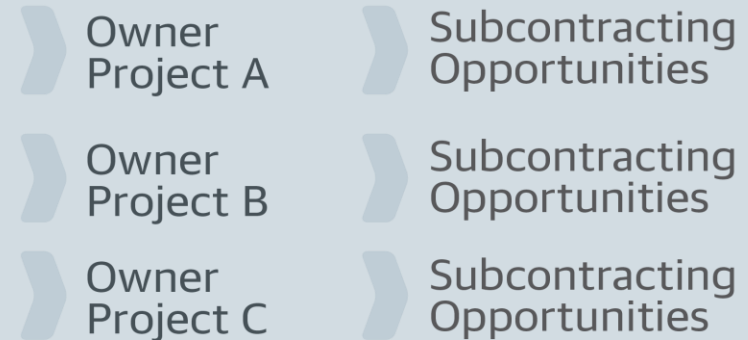 Owner
Project A
Subcontracting
Opportunities
Owner
Project B
Subcontracting
Opportunities
Owner
Project C
Subcontracting
Opportunities